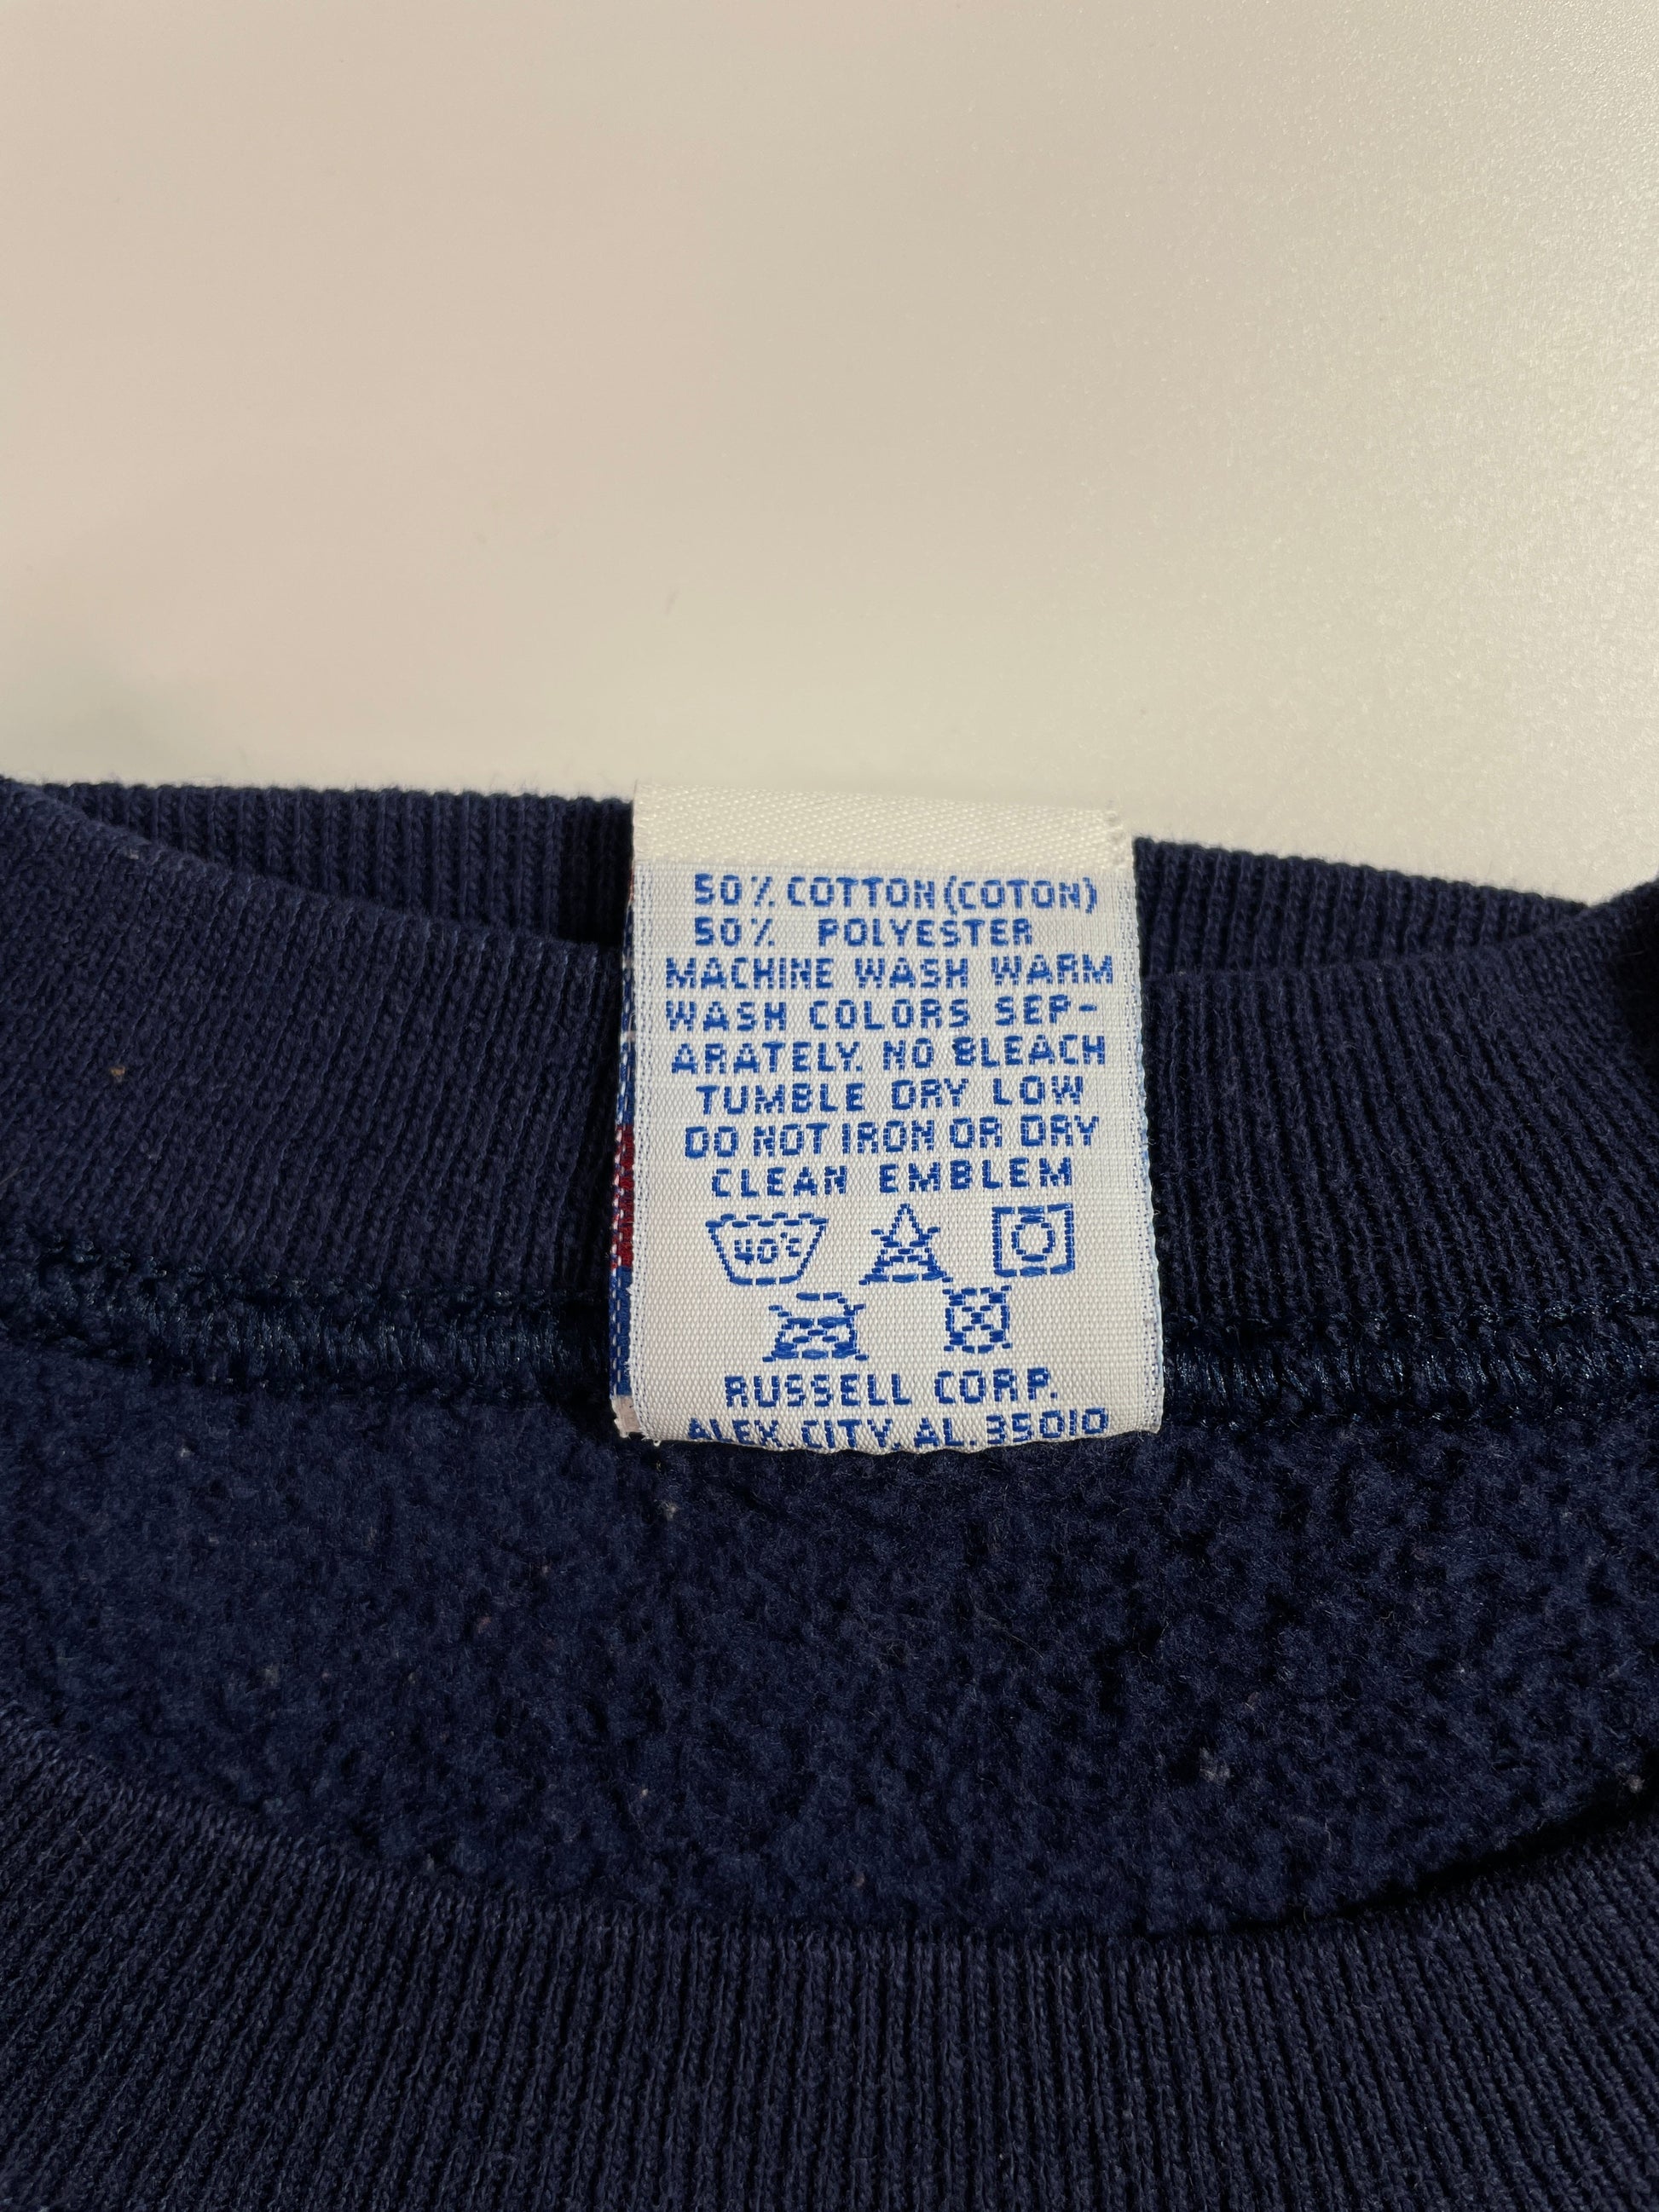 50% COTTON (COTON)
50% POLYESTER
MACHINE WASH WARM
WASH COLORS SEP-
ARATELY. NO BLEACH
TUMBLE DRY LOW
DO NOT IRON OR DRY
CLEAN EMBLEM
40°C
RUSSELL CORP.
ALEX CITY, AL. 35010